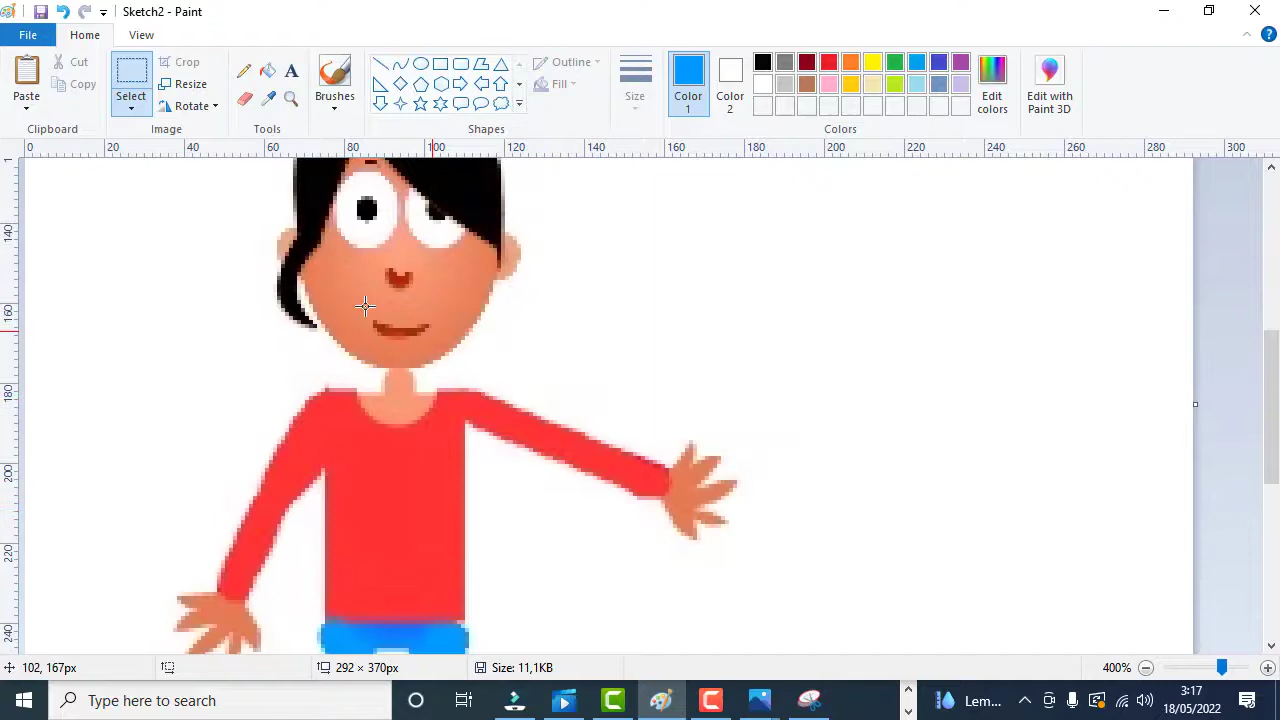 Sketch2 - Paint
File Home View
Paste
Cut
Copy
Clipboard
Select
Crop
Resize
Rotate
Image
A
Tools
Brushes
Outline
Fill
Shapes
Size
Color 1
Color 2
Edit colors
Colors
Edit with Paint 3D
0 20 40 60 80 100 120 140 160 180 200 220 240 260 280 300
140
160
180
200
220
240
102, 167px
292 × 370px
Size: 11,1KB
400%
Type here to search
Lem...
3:17
18/05/2022